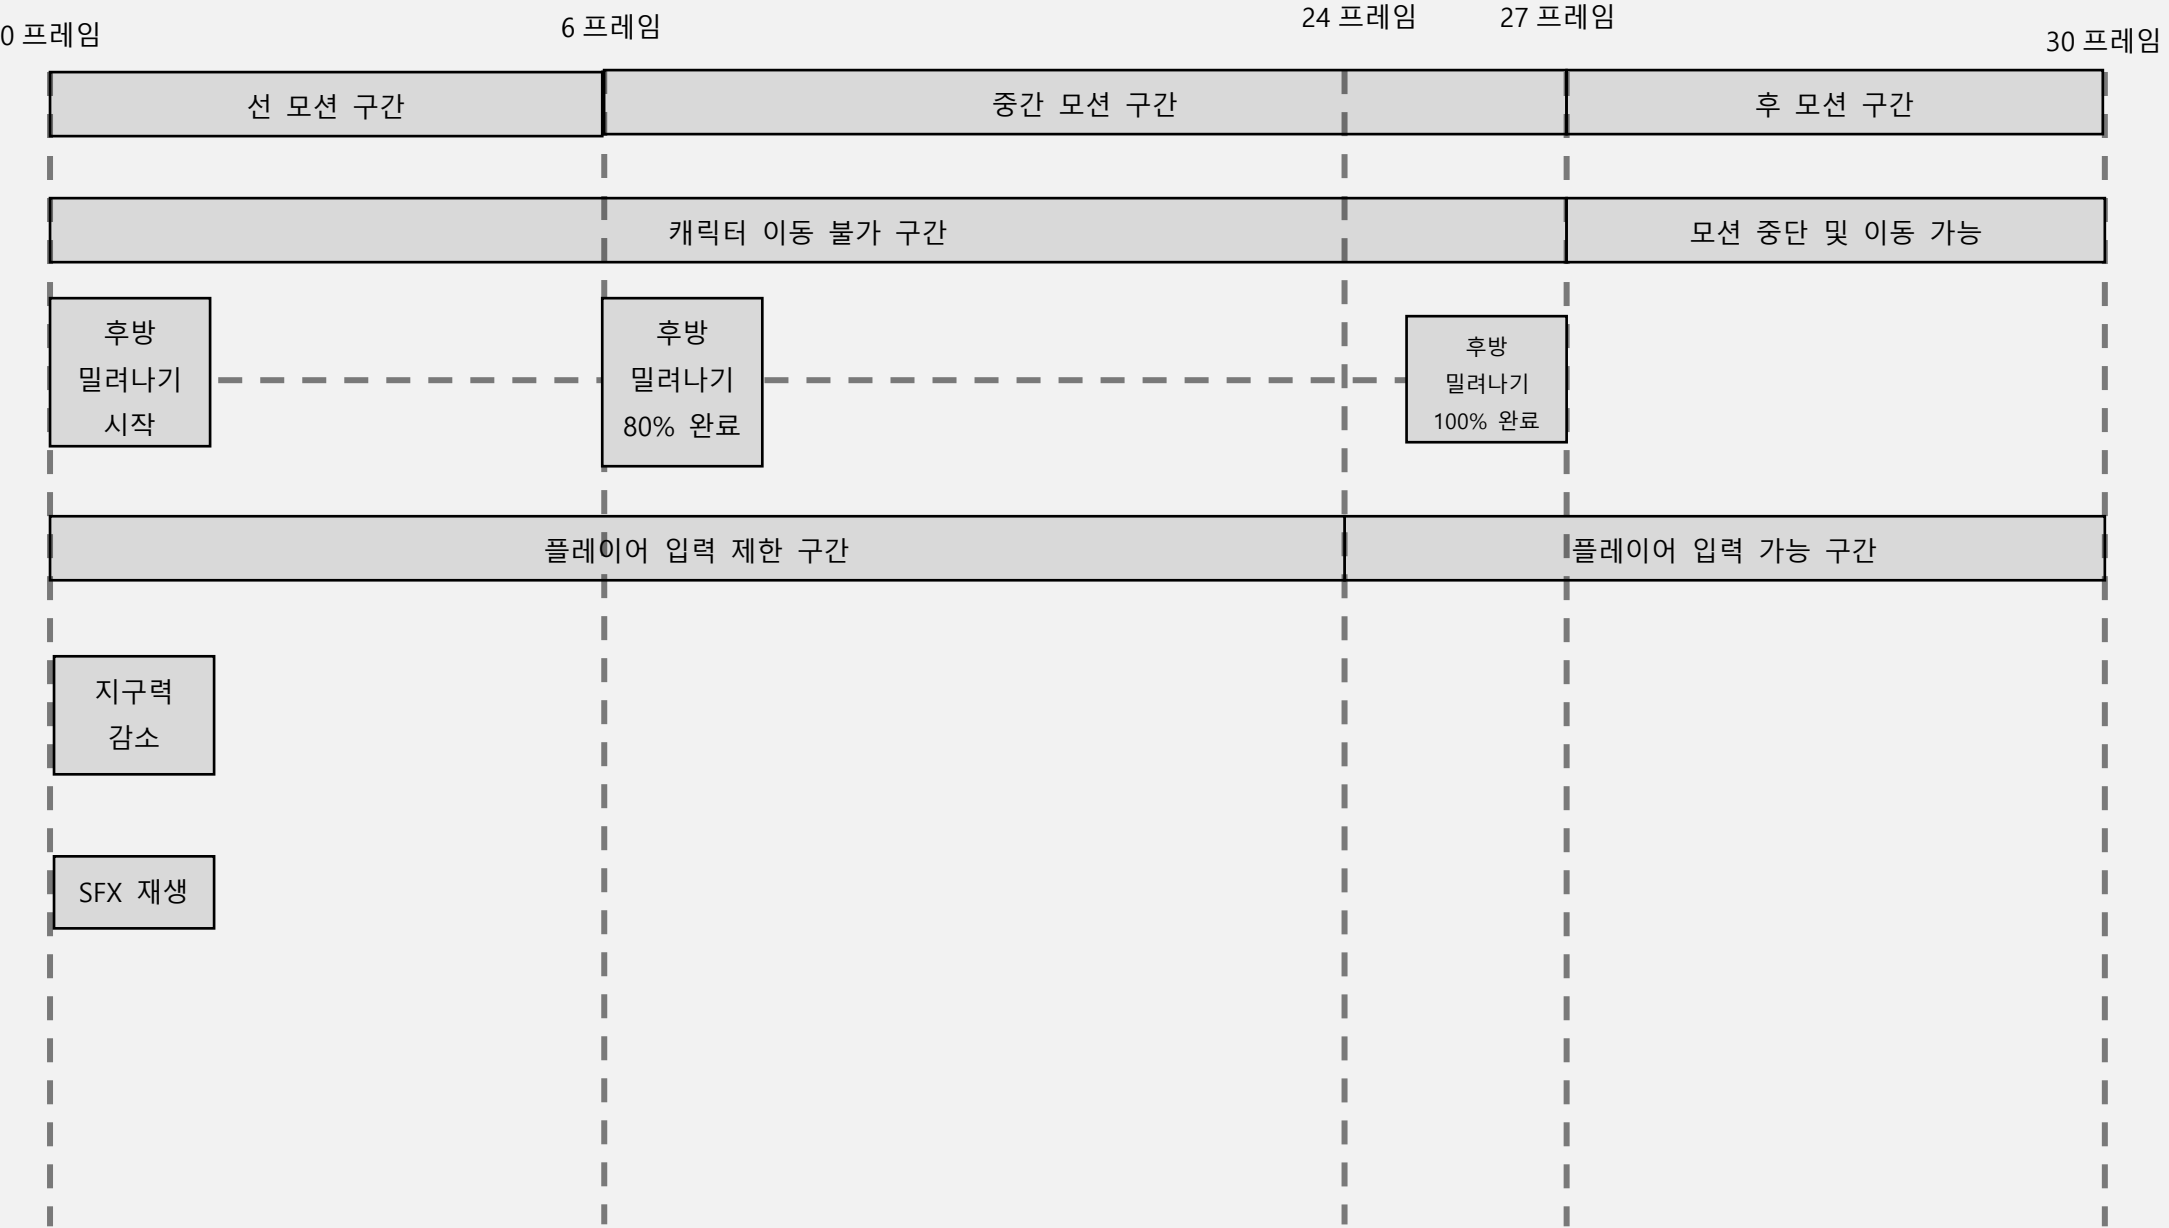 0 프레임
6 프레임
24 프레임
27 프레임
30 프레임
선 모션 구간
중간 모션 구간
후 모션 구간
캐릭터 이동 불가 구간
모션 중단 및 이동 가능
후방
밀려나기
시작
후방
밀려나기
80% 완료
후방
밀려나기
100% 완료
플레이어 입력 제한 구간
플레이어 입력 가능 구간
지구력
감소
SFX 재생